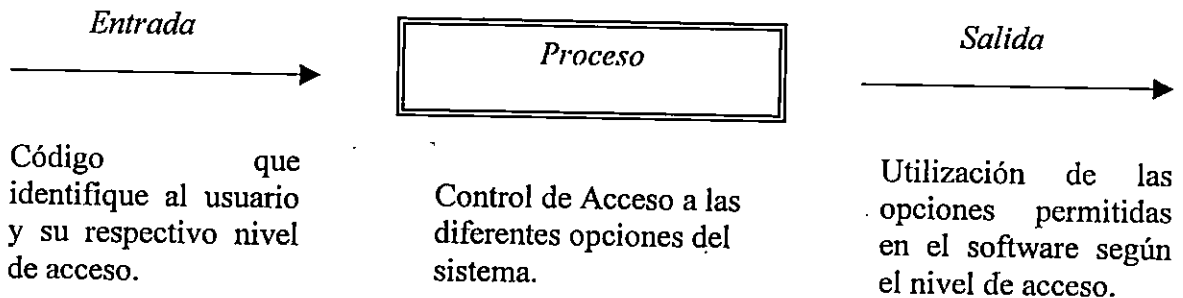 Entrada
Proceso
Salida
Código que
identifique al usuario
y su respectivo nivel
de acceso.
Control de Acceso a las
diferentes opciones del
sistema.
Utilización de las
opciones permitidas
en el software según
el nivel de acceso.